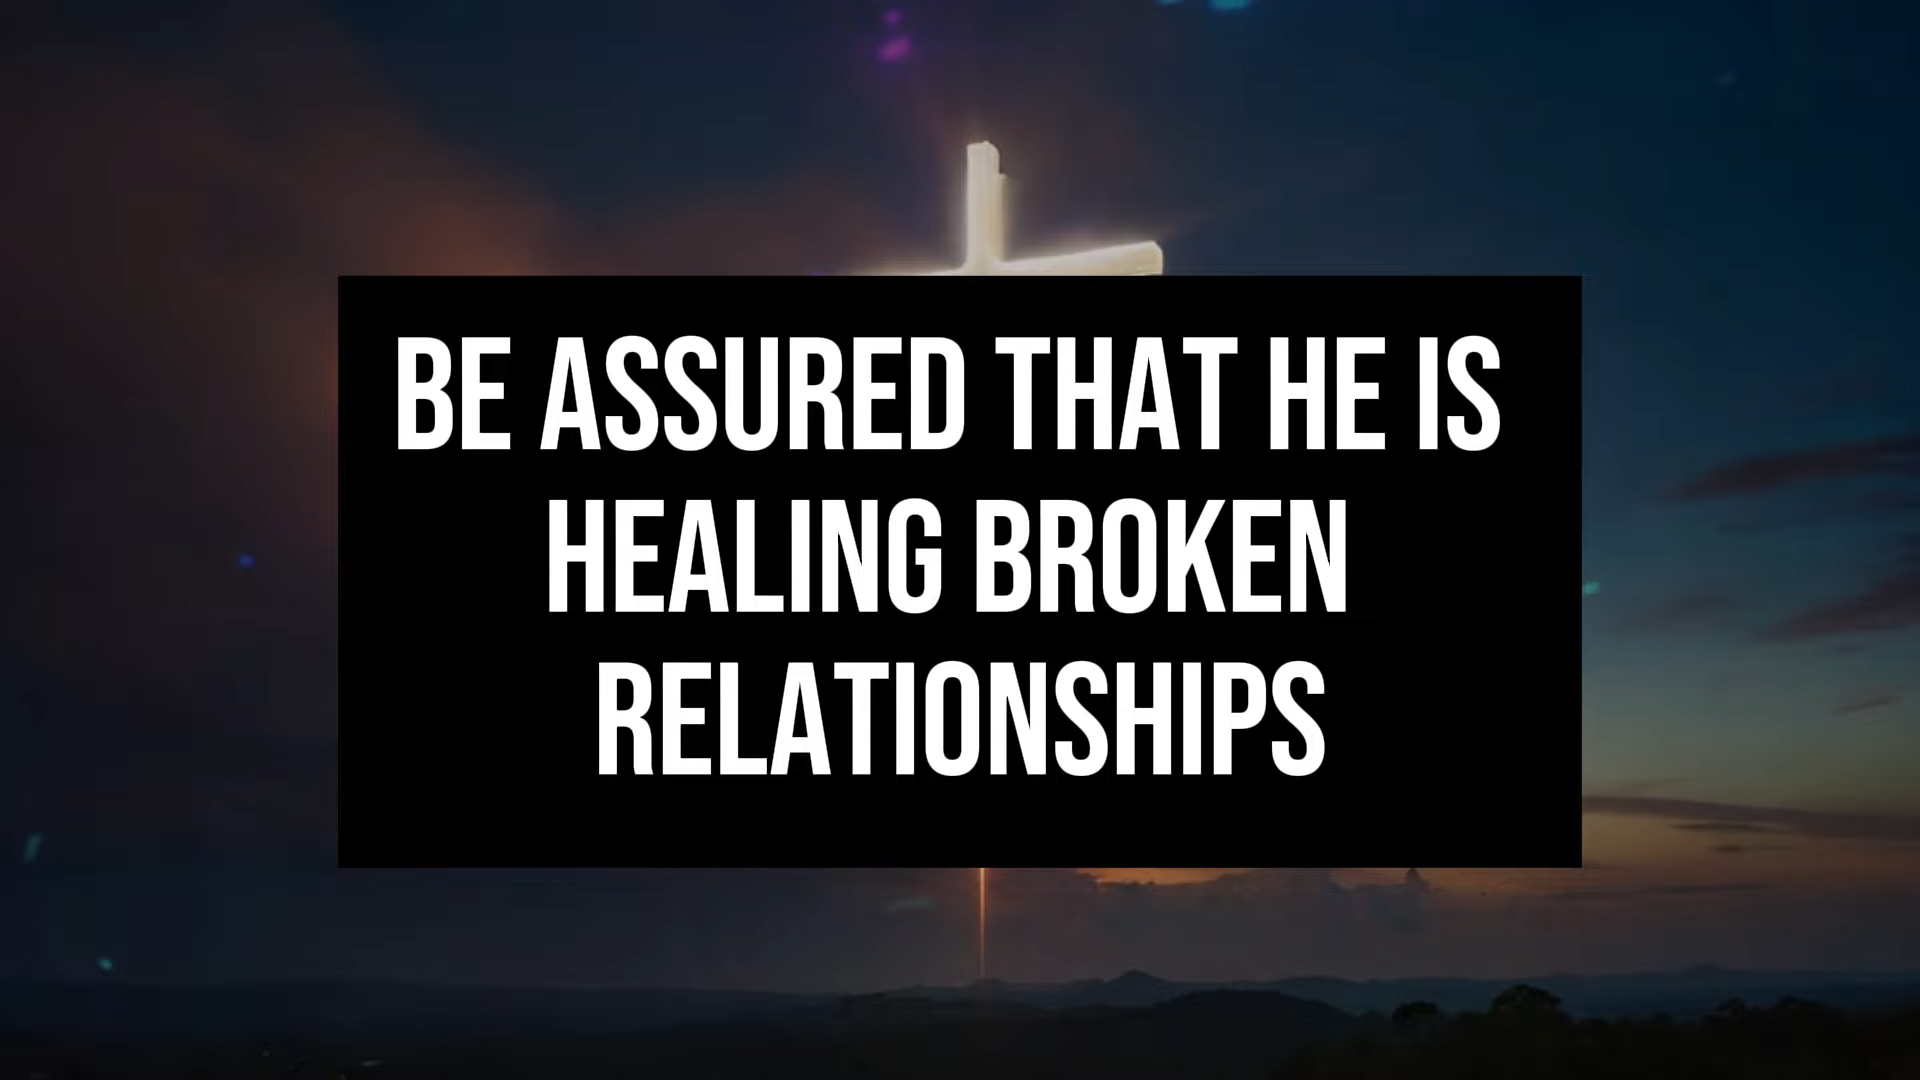 BE ASSURED THAT HE IS
HEALING BROKEN
RELATIONSHIPS